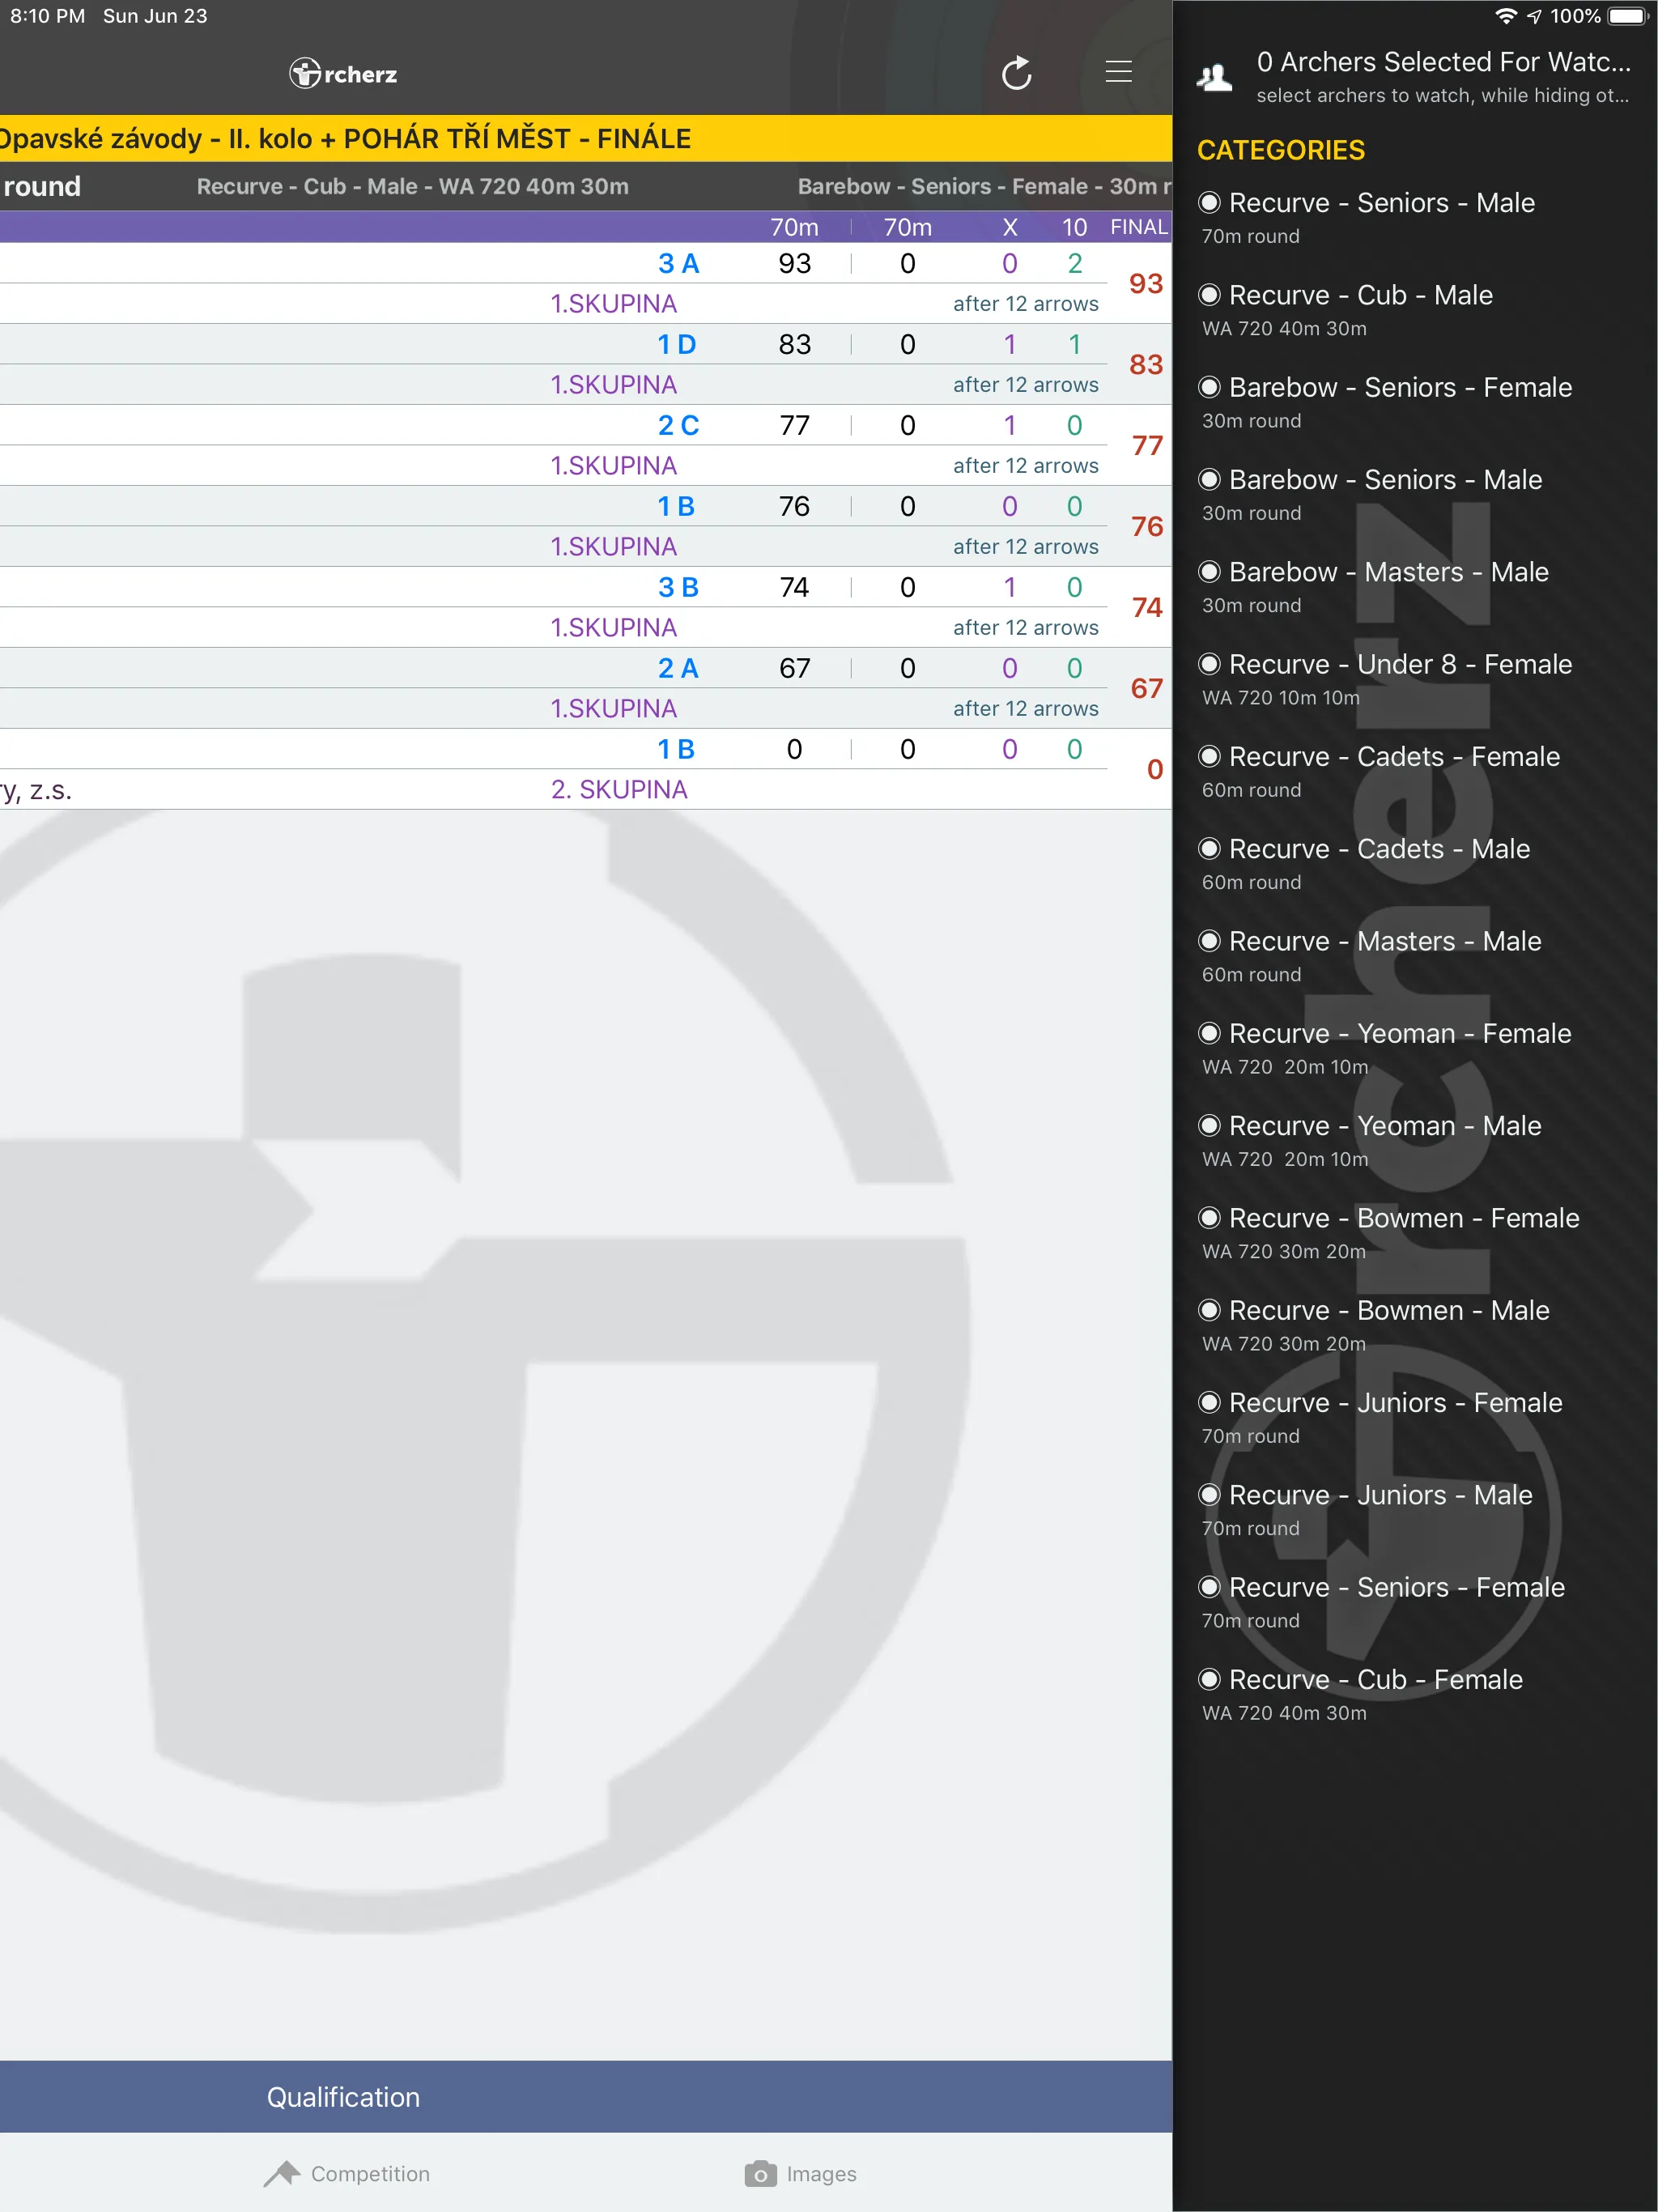 8:10 PM Sun Jun 23
100%
rcherz
Opavské závody - II. kolo + POHÁR TŘÍ MĚST - FINÁLE
round Recurve - Cub - Male - WA 720 40m 30m Barebow - Seniors - Female - 30m r
70m 70m X 10 FINAL
3 A 93 0 0 2 93
1.SKUPINA after 12 arrows
1 D 83 0 1 1 83
1.SKUPINA after 12 arrows
2 C 77 0 1 0 77
1.SKUPINA after 12 arrows
1 B 76 0 0 0 76
1.SKUPINA after 12 arrows
3 B 74 0 1 0 74
1.SKUPINA after 12 arrows
2 A 67 0 0 0 67
1.SKUPINA after 12 arrows
1 B 0 0 0 0 0
ry, z.s. 2. SKUPINA
Qualification
Competition Images
0 Archers Selected For Watc...
select archers to watch, while hiding ot...
CATEGORIES
Recurve - Seniors - Male
70m round
Recurve - Cub - Male
WA 720 40m 30m
Barebow - Seniors - Female
30m round
Barebow - Seniors - Male
30m round
Barebow - Masters - Male
30m round
Recurve - Under 8 - Female
WA 720 10m 10m
Recurve - Cadets - Female
60m round
Recurve - Cadets - Male
60m round
Recurve - Masters - Male
60m round
Recurve - Yeoman - Female
WA 720 20m 10m
Recurve - Yeoman - Male
WA 720 20m 10m
Recurve - Bowmen - Female
WA 720 30m 20m
Recurve - Bowmen - Male
WA 720 30m 20m
Recurve - Juniors - Female
70m round
Recurve - Juniors - Male
70m round
Recurve - Seniors - Female
70m round
Recurve - Cub - Female
WA 720 40m 30m
rcherz